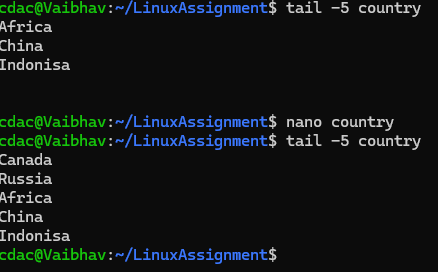 cdac@Vaibhav:~/LinuxAssignment$ tail -5 country
Africa
China
Indonisa
cdac@Vaibhav:~/LinuxAssignment$ nano country
cdac@Vaibhav:~/LinuxAssignment$ tail -5 country
Canada
Russia
Africa
China
Indonisa
cdac@Vaibhav:~/LinuxAssignment$